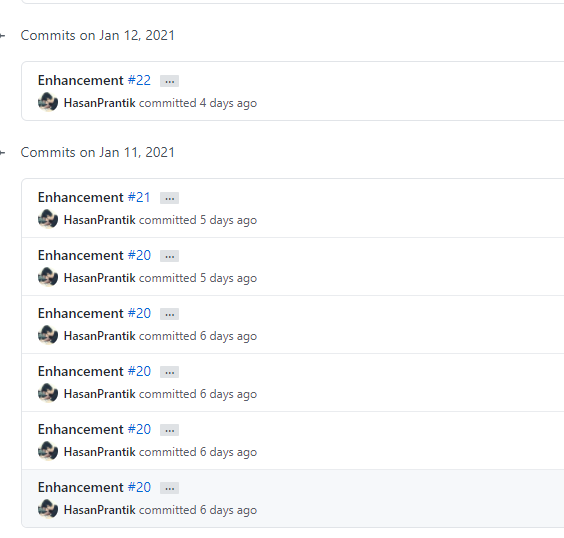 Commits on Jan 12, 2021
Enhancement #22 ...
HasanPrantik committed 4 days ago
Commits on Jan 11, 2021
Enhancement #21 ...
HasanPrantik committed 5 days ago
Enhancement #20 ...
HasanPrantik committed 5 days ago
Enhancement #20 ...
HasanPrantik committed 6 days ago
Enhancement #20 ...
HasanPrantik committed 6 days ago
Enhancement #20 ...
HasanPrantik committed 6 days ago
Enhancement #20 ...
HasanPrantik committed 6 days ago